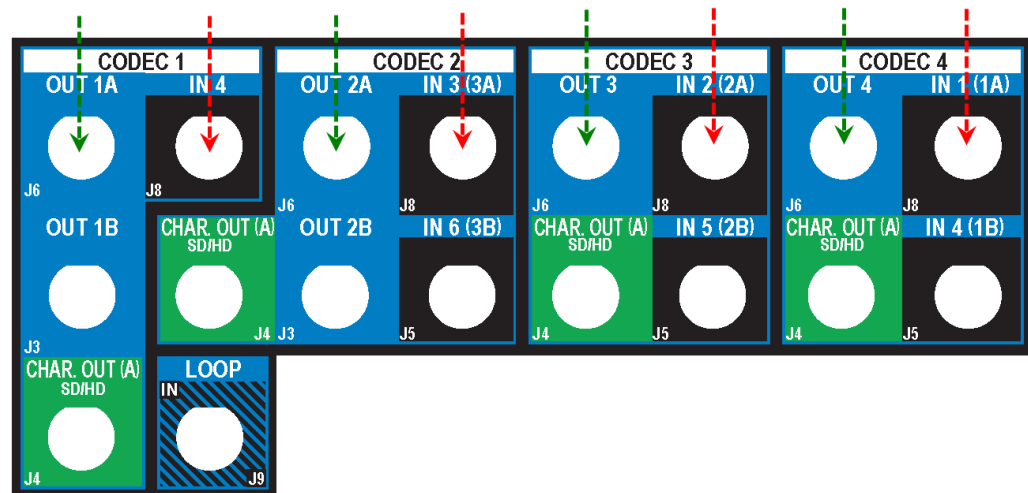 CODEC 1
OUT 1A
IN 4
J6
J8
OUT 1B
CHAR. OUT (A)
SD/HD
J3
J4
CHAR. OUT (A)
SD/HD
J4
LOOP
IN
J9
CODEC 2
OUT 2A
IN 3 (3A)
J6
J8
OUT 2B
IN 6 (3B)
J3
J5
CODEC 3
OUT 3
IN 2 (2A)
J6
J8
CHAR. OUT (A)
SD/HD
IN 5 (2B)
J4
J5
CODEC 4
OUT 4
IN 1 (1A)
J6
J8
CHAR. OUT (A)
SD/HD
IN 4 (1B)
J4
J5